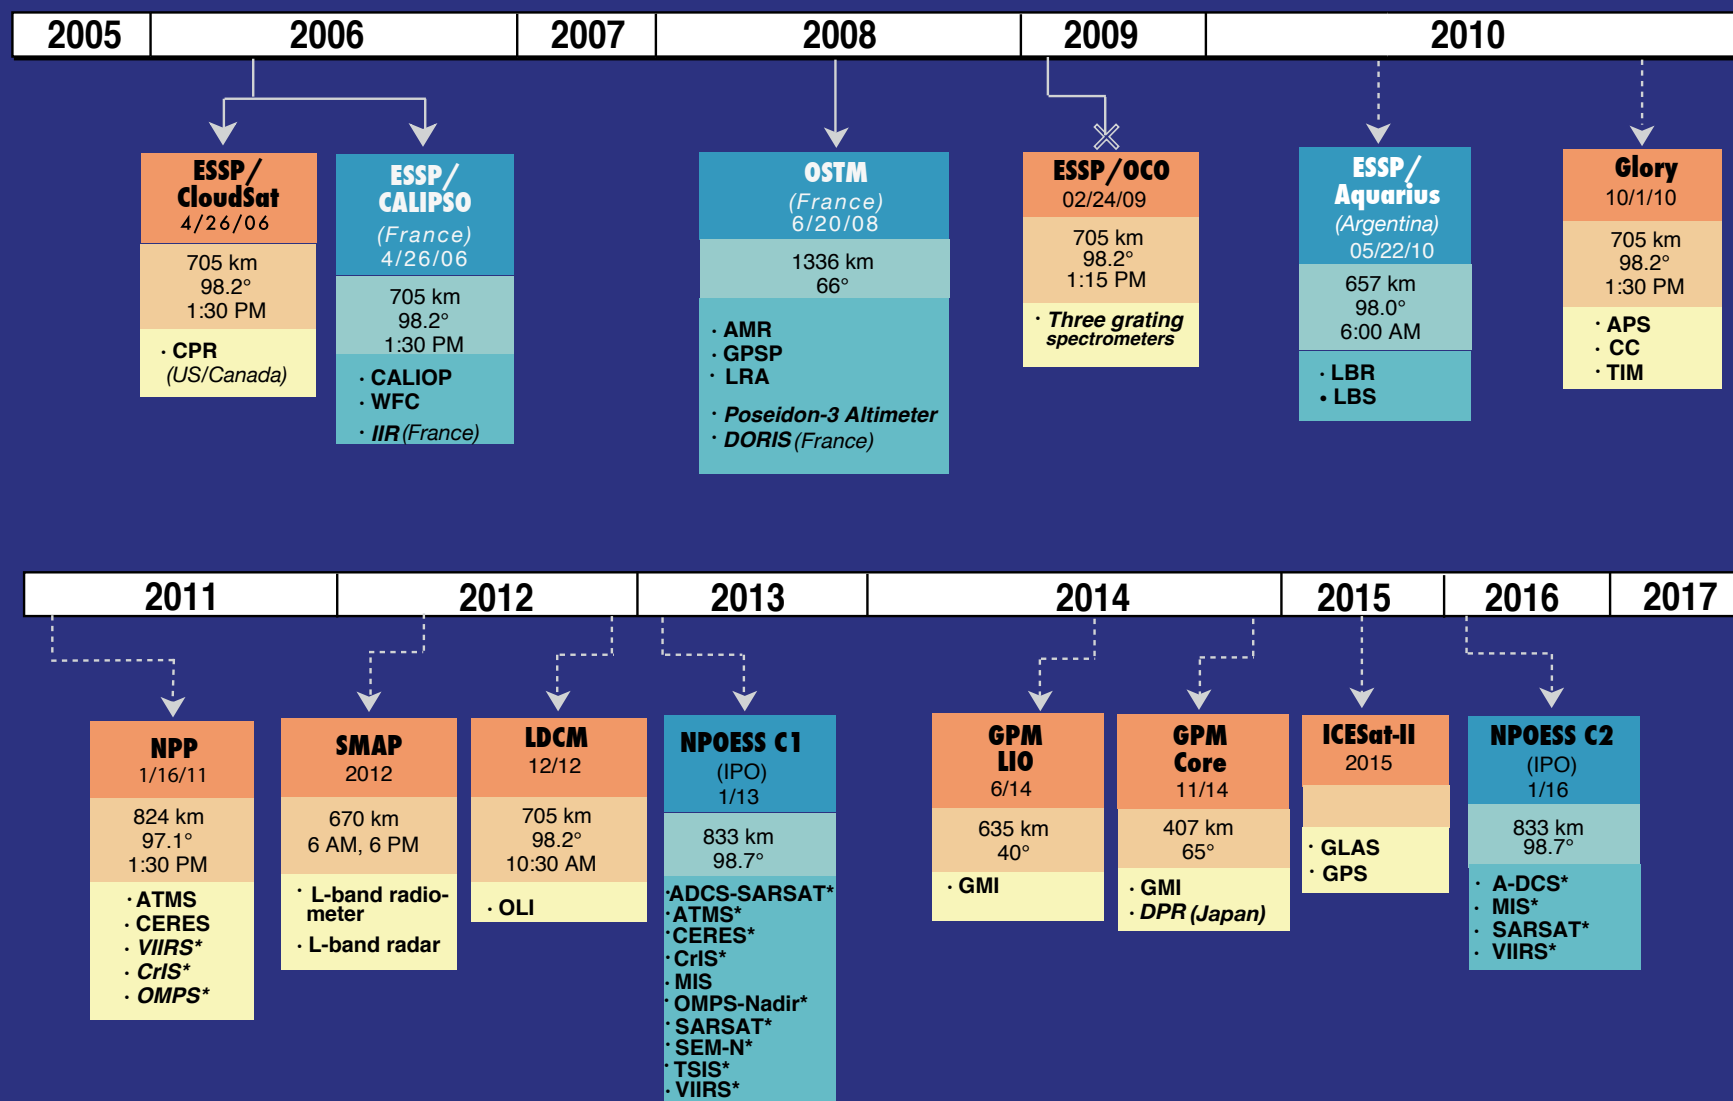 2005 2006 2007 2008 2009 2010
ESSP/
CloudSat
4/26/06
705 km
98.2°
1:30 PM
· CPR
(US/Canada)
ESSP/
CALIPSO
(France)
4/26/06
705 km
98.2°
1:30 PM
· CALIOP
· WFC
· IIR (France)
OSTM
(France)
6/20/08
1336 km
66°
· AMR
· GPSP
· LRA
· Poseidon-3 Altimeter
· DORIS (France)
ESSP/OCO
02/24/09
705 km
98.2°
1:15 PM
· Three grating
spectrometers
ESSP/
Aquarius
(Argentina)
05/22/10
657 km
98.0°
6:00 AM
· LBR
• LBS
Glory
10/1/10
705 km
98.2°
1:30 PM
· APS
· CC
· TIM
2011 2012 2013 2014 2015 2016 2017
NPP
1/16/11
824 km
97.1°
1:30 PM
· ATMS
· CERES
· VIIRS*
· CrIS*
· OMPS*
SMAP
2012
670 km
6 AM, 6 PM
· L-band radio-
meter
· L-band radar
LDCM
12/12
705 km
98.2°
10:30 AM
· OLI
NPOESS C1
(IPO)
1/13
833 km
98.7°
·ADCS-SARSAT*
·ATMS*
·CERES*
·CrIS*
·MIS
·OMPS-Nadir*
·SARSAT*
·SEM-N*
·TSIS*
·VIIRS*
GPM
LIO
6/14
635 km
40°
· GMI
GPM
Core
11/14
407 km
65°
· GMI
· DPR (Japan)
ICESat-II
2015
· GLAS
· GPS
NPOESS C2
(IPO)
1/16
833 km
98.7°
· A-DCS*
· MIS*
· SARSAT*
· VIIRS*